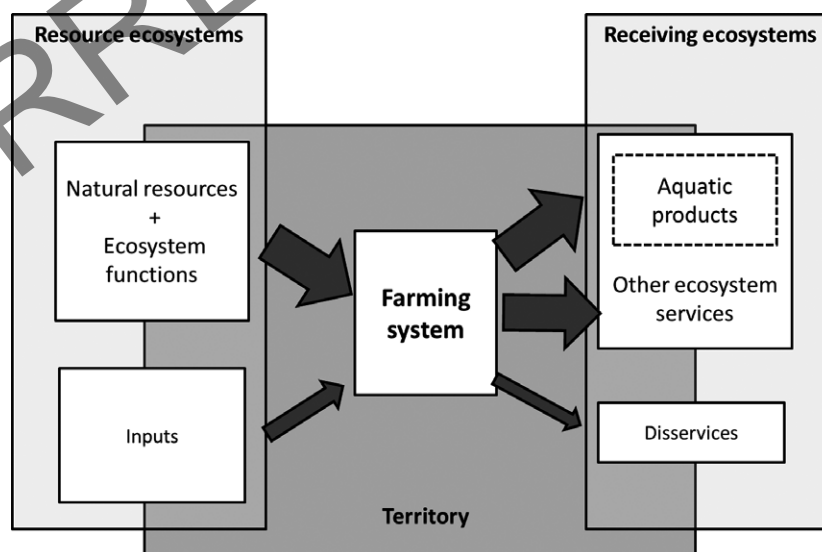 Resource ecosystems
Receiving ecosystems
Natural resources
+
Ecosystem
functions
Inputs
Farming
system
Aquatic
products
Other ecosystem
services
Disservices
Territory